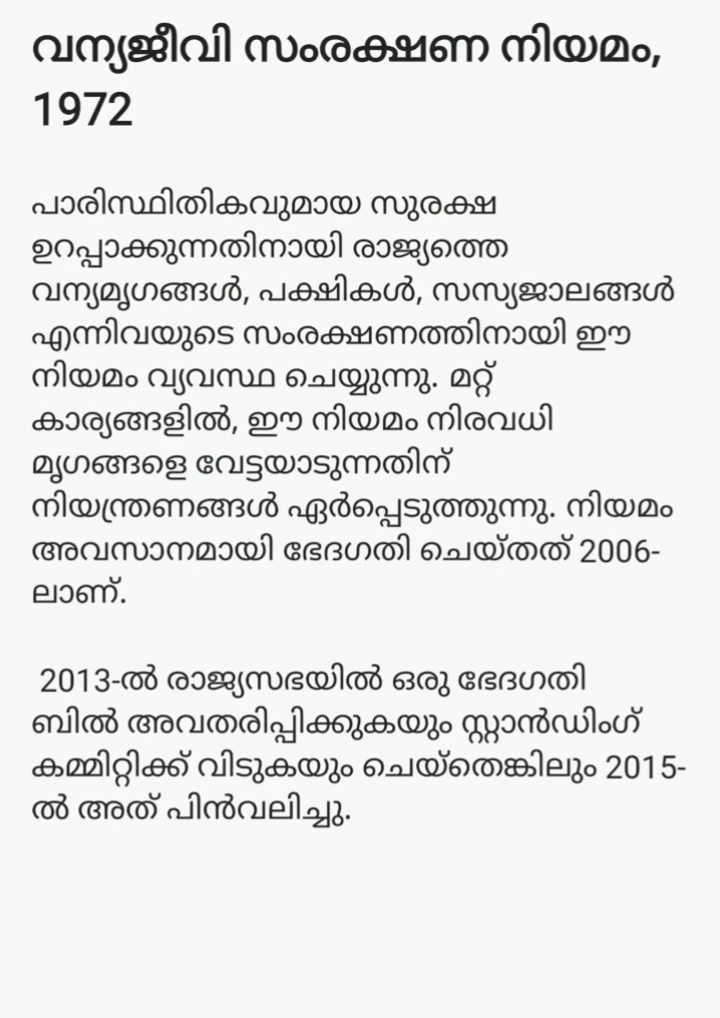 വന്യജീവി സംരക്ഷണ നിയമം,
1972
പാരിസ്ഥിതികവുമായ സുരക്ഷ
ഉറപ്പാക്കുന്നതിനായി രാജ്യത്തെ
വന്യമൃഗങ്ങൾ, പക്ഷികൾ, സസ്യജാലങ്ങൾ
എന്നിവയുടെ സംരക്ഷണത്തിനായി ഈ
നിയമം വ്യവസ്ഥ ചെയ്യുന്നു. മറ്റ്
കാര്യങ്ങളിൽ, ഈ നിയമം നിരവധി
മൃഗങ്ങളെ വേട്ടയാടുന്നതിന്
നിയന്ത്രണങ്ങൾ ഏർപ്പെടുത്തുന്നു. നിയമം
അവസാനമായി ഭേദഗതി ചെയ്തത് 2006-
ലാണ്.
2013-ൽ രാജ്യസഭയിൽ ഒരു ഭേദഗതി
ബിൽ അവതരിപ്പിക്കുകയും സ്റ്റാൻഡിംഗ്
കമ്മിറ്റിക്ക് വിടുകയും ചെയ്തെങ്കിലും 2015-
ൽ അത് പിൻവലിച്ചു.